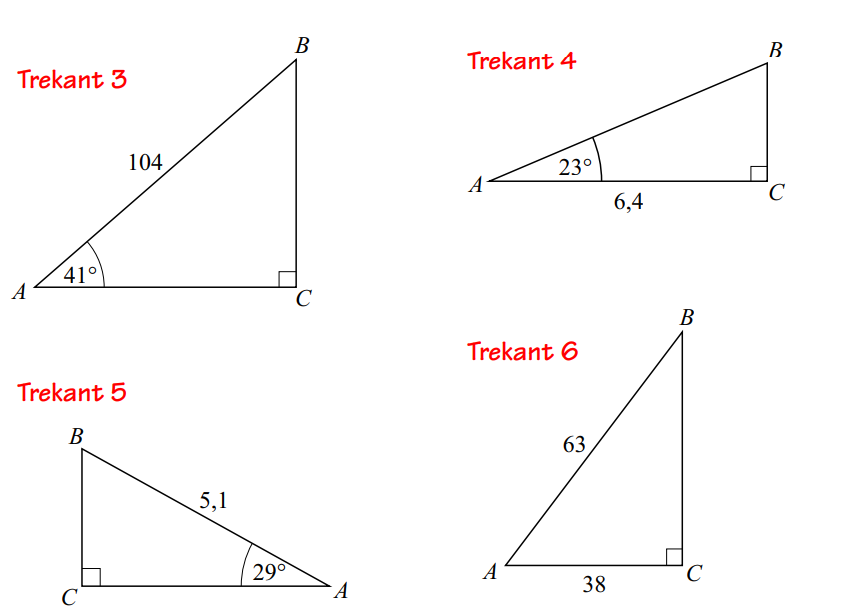 Trekant 3
B
104
41°
A
C
Trekant 4
B
23°
A
6,4
C
Trekant 5
B
5,1
29°
C
A
Trekant 6
B
63
A
38
C